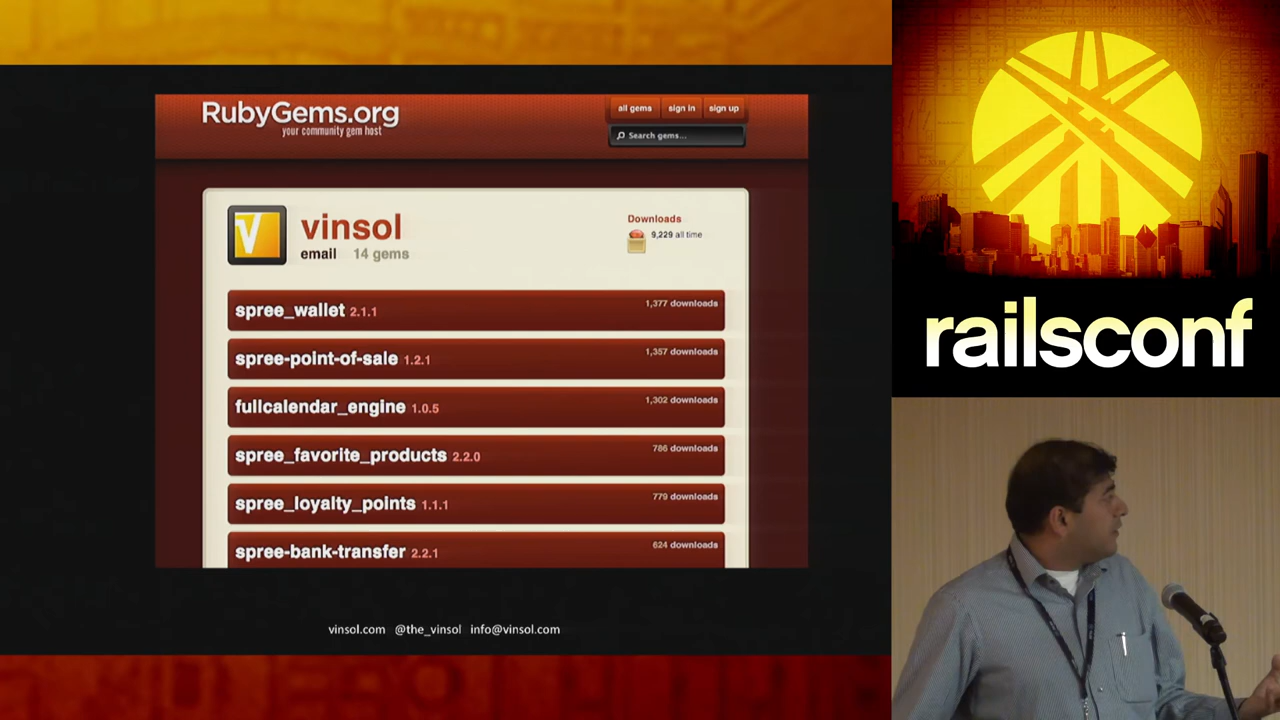 RubyGems.org
your community gem host
all gems
sign in
sign up
Search gems...
vinsol
email 14 gems
Downloads
9,229 all time
spree_wallet 2.1.1
1,377 downloads
spree-point-of-sale 1.2.1
1,357 downloads
fullcalendar_engine 1.0.5
1,302 downloads
spree_favorite_products 2.2.0
786 downloads
spree_loyalty_points 1.1.1
779 downloads
spree-bank-transfer 2.2.1
624 downloads
vinsol.com @the_vinsol info@vinsol.com
railsconf